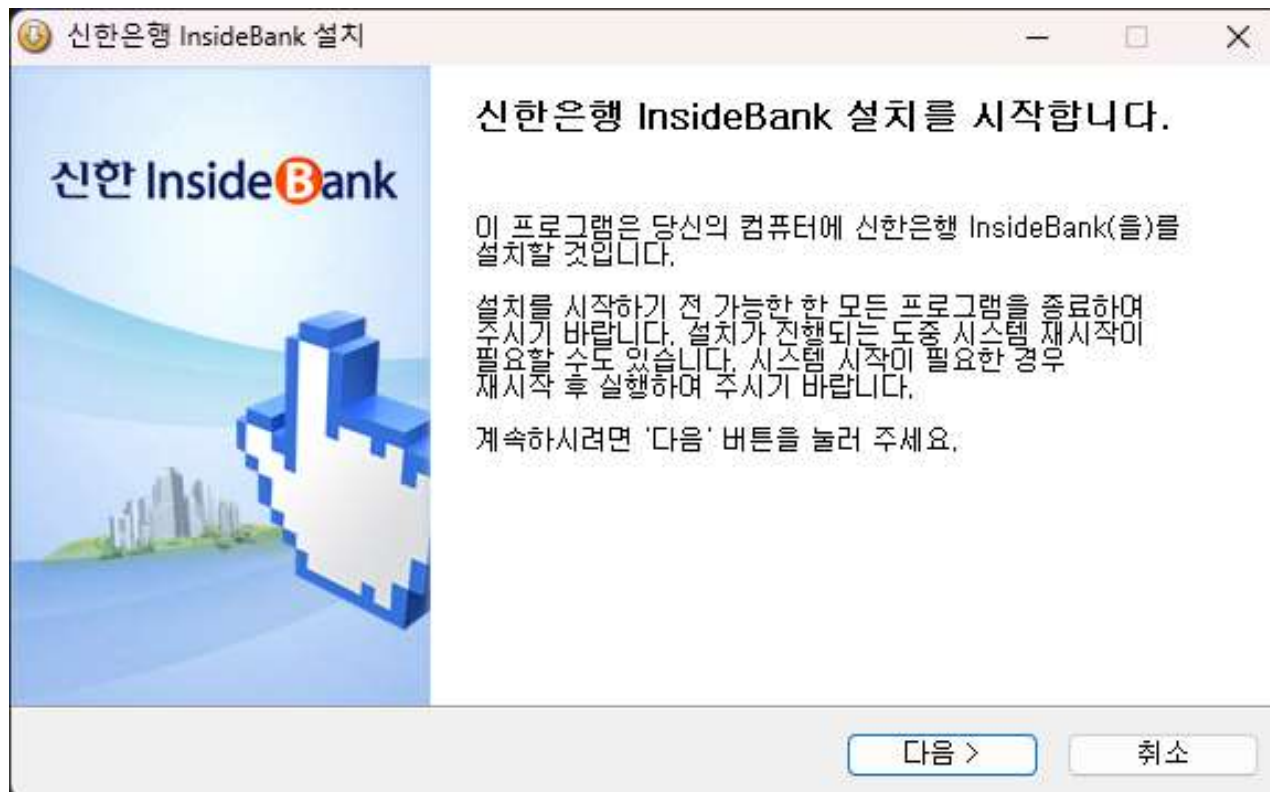 신한은행 InsideBank 설치
신한 InsideBank
신한은행 InsideBank 설치를 시작합니다.
이 프로그램은 당신의 컴퓨터에 신한은행 InsideBank(을)를
설치할 것입니다.
설치를 시작하기 전 가능한 한 모든 프로그램을 종료하여
주시기 바랍니다. 설치가 진행되는 도중 시스템 재시작이
필요할 수도 있습니다. 시스템 시작이 필요한 경우
재시작 후 실행하여 주시기 바랍니다.
계속하시려면 '다음' 버튼을 눌러 주세요.
다음 >
취소